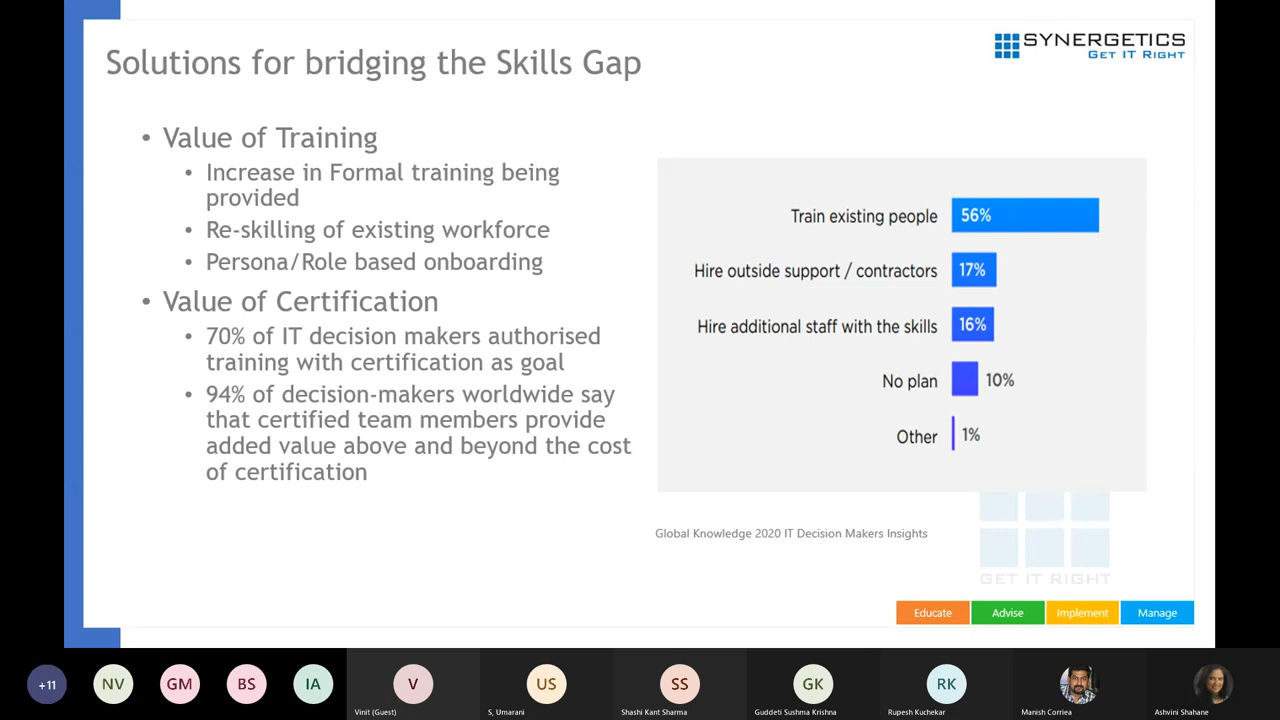 Solutions for bridging the Skills Gap
SYNERGETICS
GET IT RIGHT
• Value of Training
• Increase in Formal training being
provided
• Re-skilling of existing workforce
• Persona/Role based onboarding
• Value of Certification
• 70% of IT decision makers authorised
training with certification as goal
• 94% of decision-makers worldwide say
that certified team members provide
added value above and beyond the cost
of certification
Train existing people 56%
Hire outside support / contractors 17%
Hire additional staff with the skills 16%
No plan 10%
Other 1%
Global Knowledge 2020 IT Decision Makers Insights
GET IT RIGHT
Educate Advise Implement Manage
+11 NV GM BS IA V US SS GK RK
Vinit (Guest) S, Umarani Shashi Kant Sharma Guddeti Sushma Krishna Rupesh Kuchekar Manish Corriea Ashvini Shahane